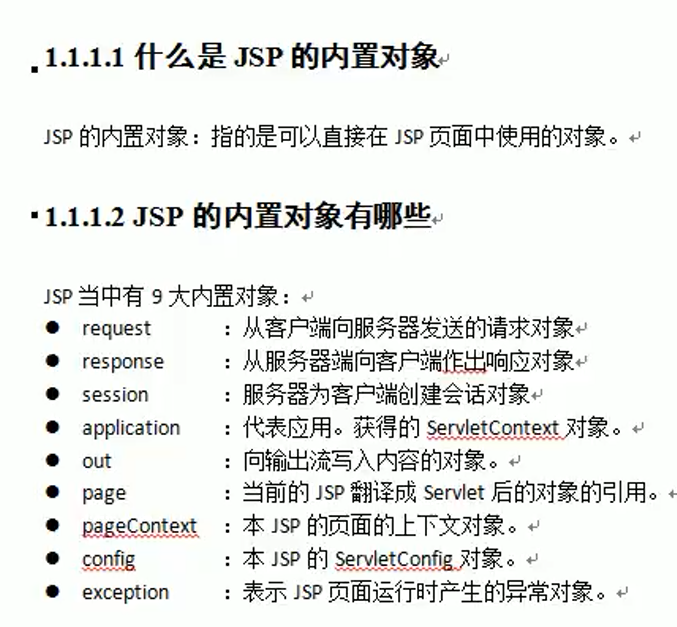 1.1.1.1 什么是 JSP 的内置对象
JSP 的内置对象：指的是可以直接在 JSP 页面中使用的对象。
1.1.1.2 JSP 的内置对象有哪些
JSP 当中有 9 大内置对象：
● request ：从客户端向服务器发送的请求对象
● response ：从服务器端向客户端作出响应对象
● session ：服务器为客户端创建会话对象
● application ：代表应用。获得的 ServletContext 对象。
● out ：向输出流写入内容的对象。
● page ：当前的 JSP 翻译成 Servlet 后的对象的引用。
● pageContext ：本 JSP 的页面的上下文对象。
● config ：本 JSP 的 ServletConfig 对象。
● exception ：表示 JSP 页面运行时产生的异常对象。